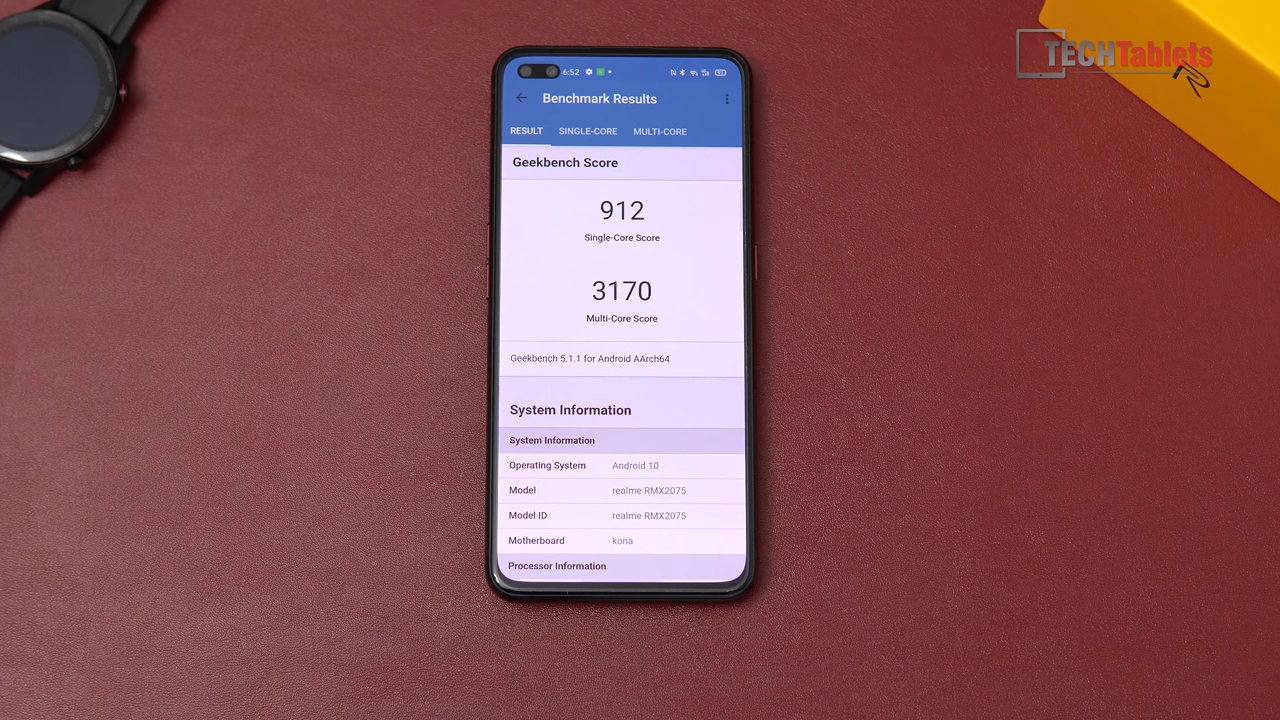 TECHTablets
R
6:52
Benchmark Results
RESULT SINGLE-CORE MULTI-CORE
Geekbench Score
912
Single-Core Score
3170
Multi-Core Score
Geekbench 5.1.1 for Android AArch64
System Information
System Information
Operating System Android 10
Model realme RMX2075
Model ID realme RMX2075
Motherboard kona
Processor Information